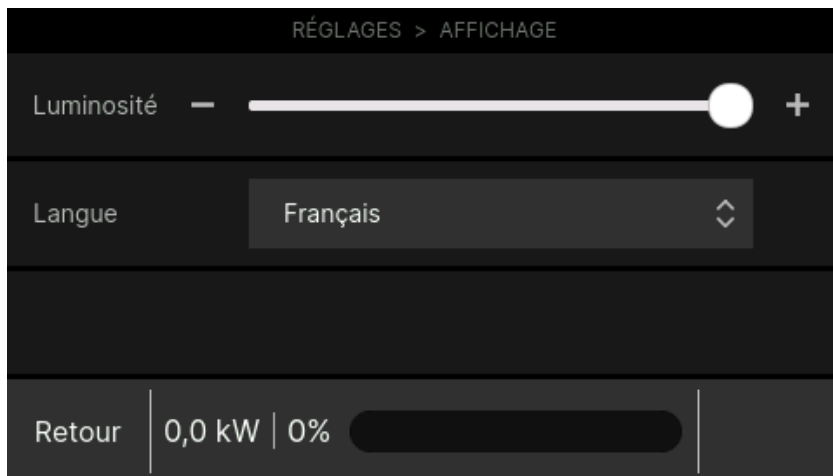 RÉGLAGES > AFFICHAGE
Luminosité − +
Langue Français
Retour 0,0 kW | 0%